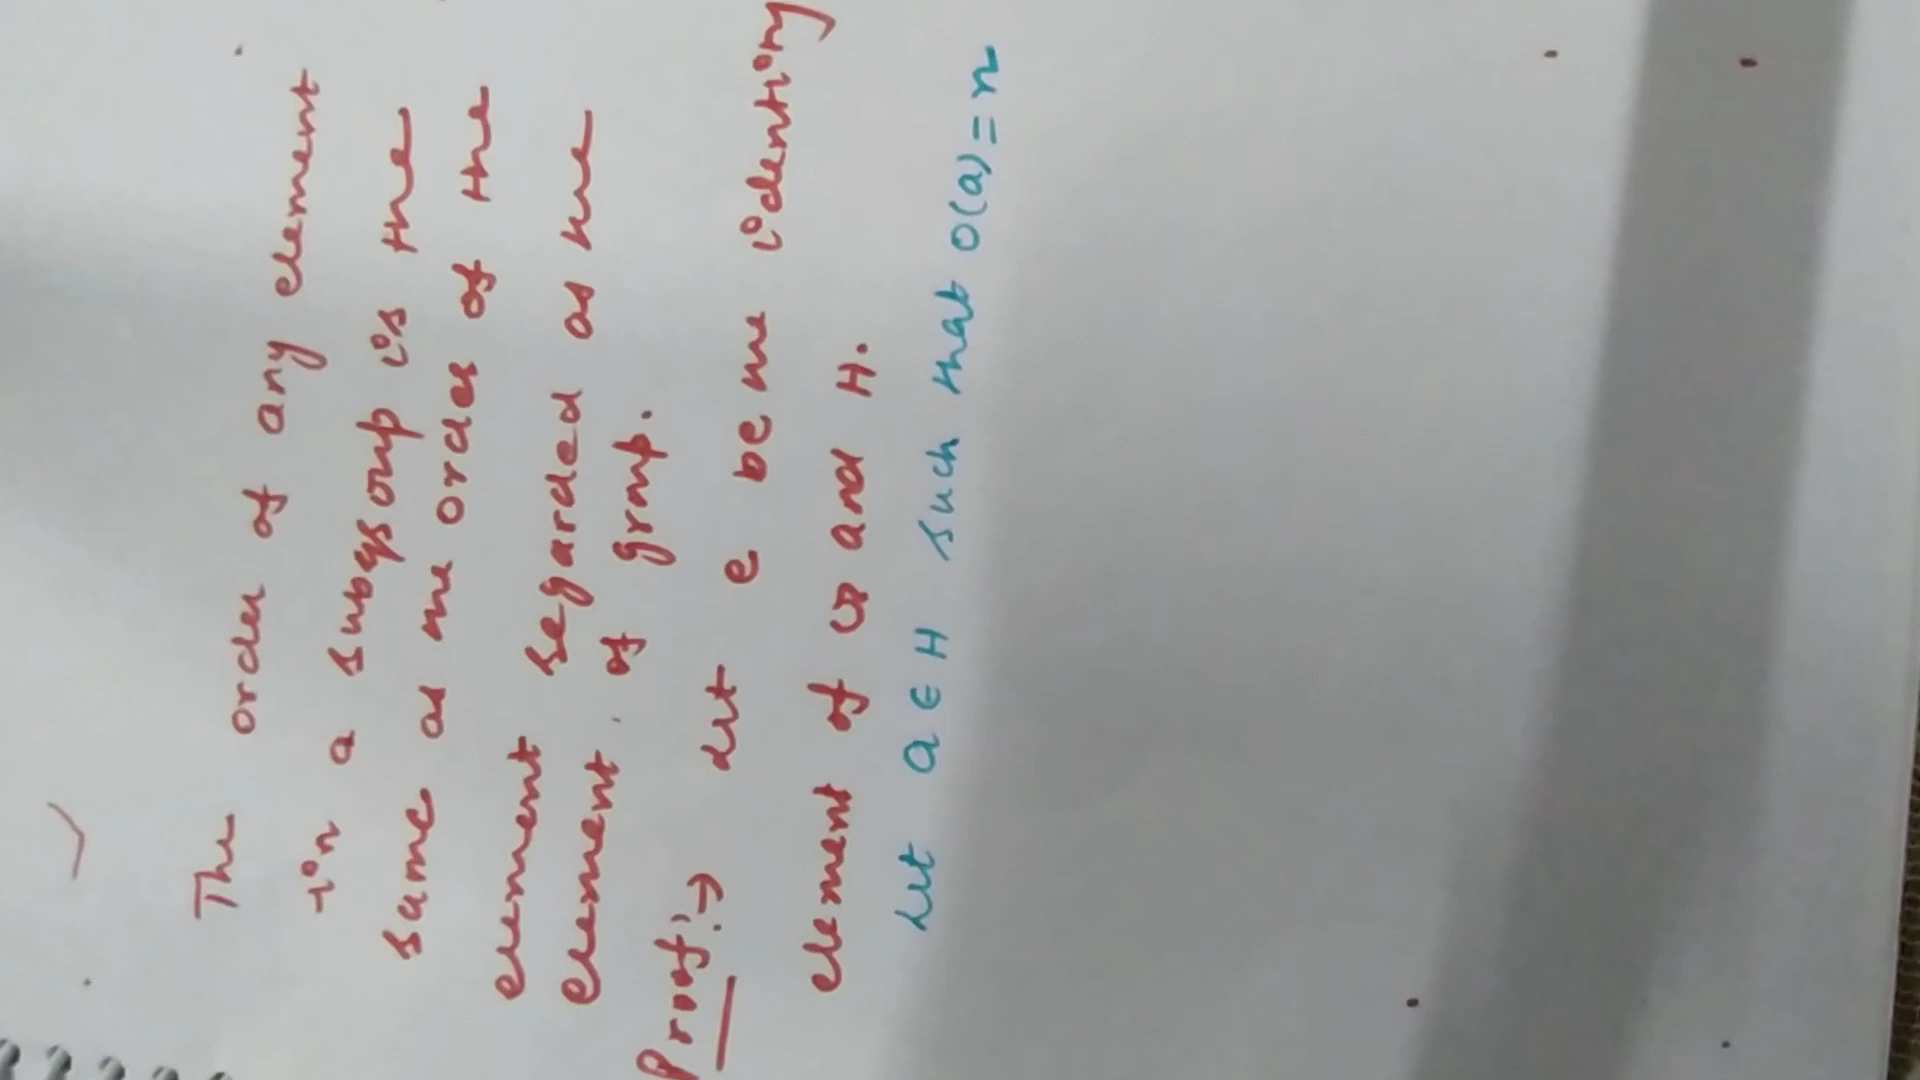 The order of any element
in a subgroup is the
same as the order of the
element regarded as the
element of group.
Proof:→ Let e be the identity
element of G and H.
Let a ∈ H such that O(a) = n